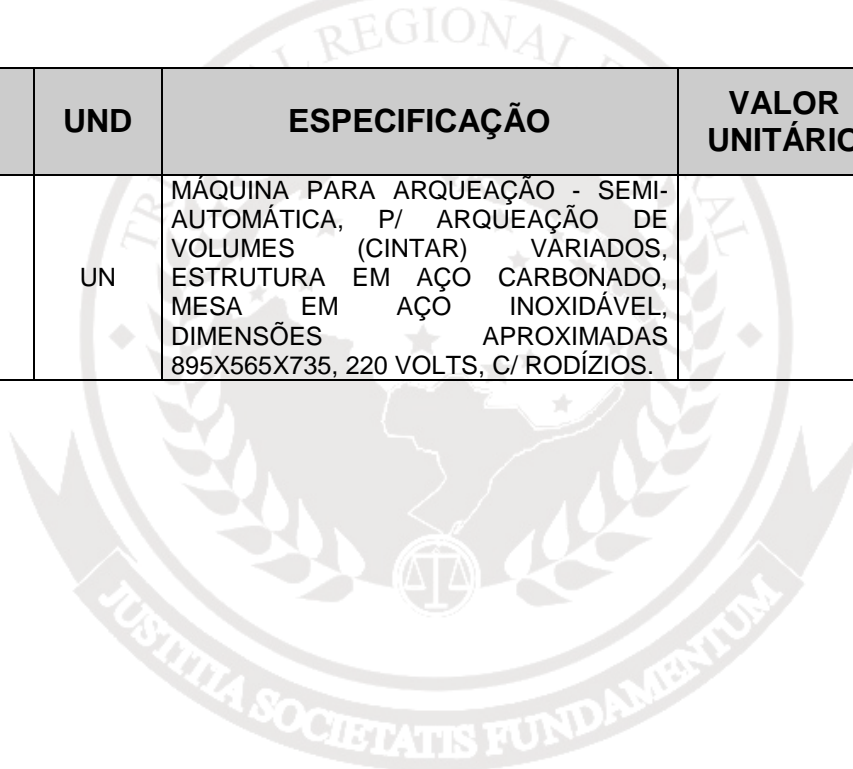 REGIONAL
UND
ESPECIFICAÇÃO
VALOR
UNITÁRIO
UN
MÁQUINA PARA ARQUEAÇÃO - SEMI-
AUTOMÁTICA, P/ ARQUEAÇÃO DE
VOLUMES (CINTAR) VARIADOS,
ESTRUTURA EM AÇO CARBONADO,
MESA EM AÇO INOXIDÁVEL,
DIMENSÕES APROXIMADAS
895X565X735, 220 VOLTS, C/ RODÍZIOS.
JUSTITIA SOCIETATIS FUNDAMENTUM